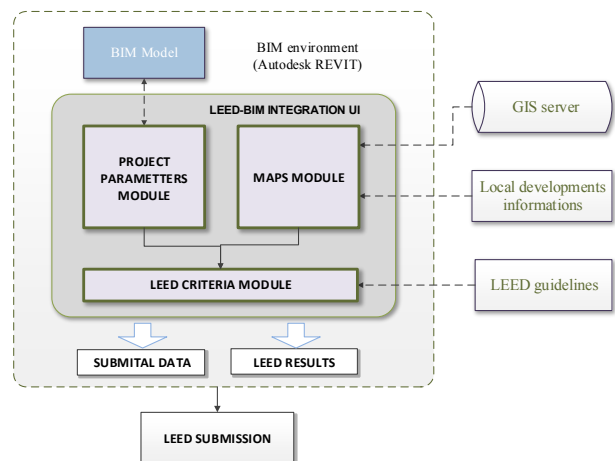 BIM Model
BIM environment
(Autodesk REVIT)
LEED-BIM INTEGRATION UI
PROJECT
PARAMETTERS
MODULE
MAPS MODULE
LEED CRITERIA MODULE
GIS server
Local developments
informations
LEED guidelines
SUBMITAL DATA
LEED RESULTS
LEED SUBMISSION